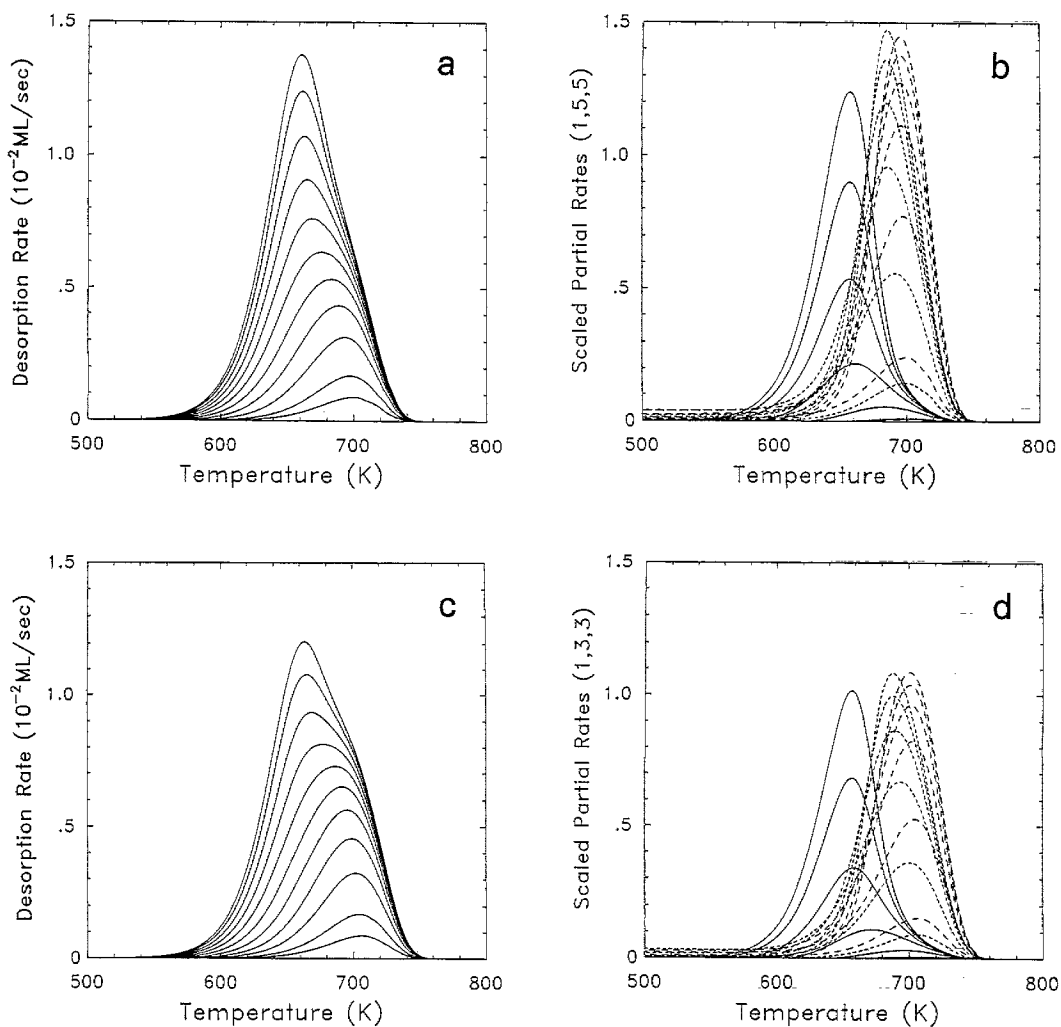 Desorption Rate (10⁻²ML/sec)
1.5
1.0
.5
0
a
500
600
700
800
Temperature (K)
Scaled Partial Rates (1,5,5)
1.5
1.0
.5
0
b
500
600
700
800
Temperature (K)
Desorption Rate (10⁻²ML/sec)
1.5
1.0
.5
0
c
500
600
700
800
Temperature (K)
Scaled Partial Rates (1,3,3)
1.5
1.0
.5
0
d
500
600
700
800
Temperature (K)